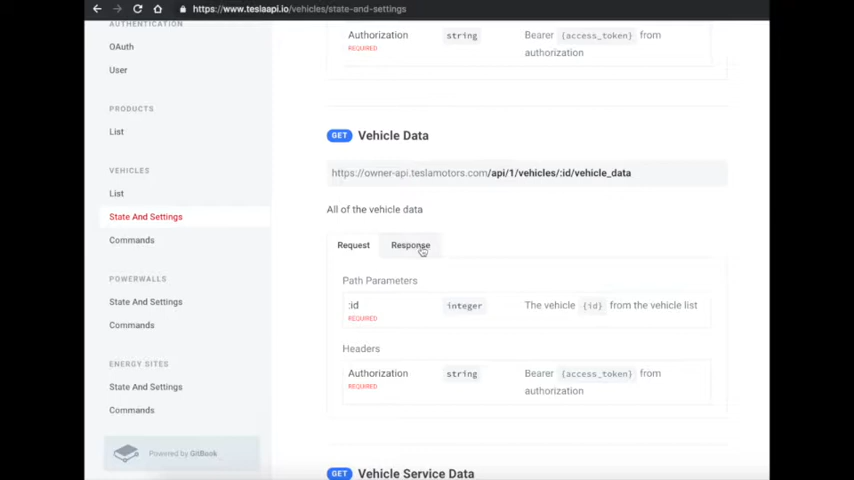 https://www.teslaapi.io/vehicles/state-and-settings
AUTHENTICATION
OAuth
User
PRODUCTS
List
VEHICLES
List
State And Settings
Commands
POWERWALLS
State And Settings
Commands
ENERGY SITES
State And Settings
Commands
Powered by GitBook
Authorization string Bearer {access_token} from
REQUIRED authorization
GET Vehicle Data
https://owner-api.teslamotors.com/api/1/vehicles/:id/vehicle_data
All of the vehicle data
Request Response
Path Parameters
:id integer The vehicle {id} from the vehicle list
REQUIRED
Headers
Authorization string Bearer {access_token} from
REQUIRED authorization
GET Vehicle Service Data